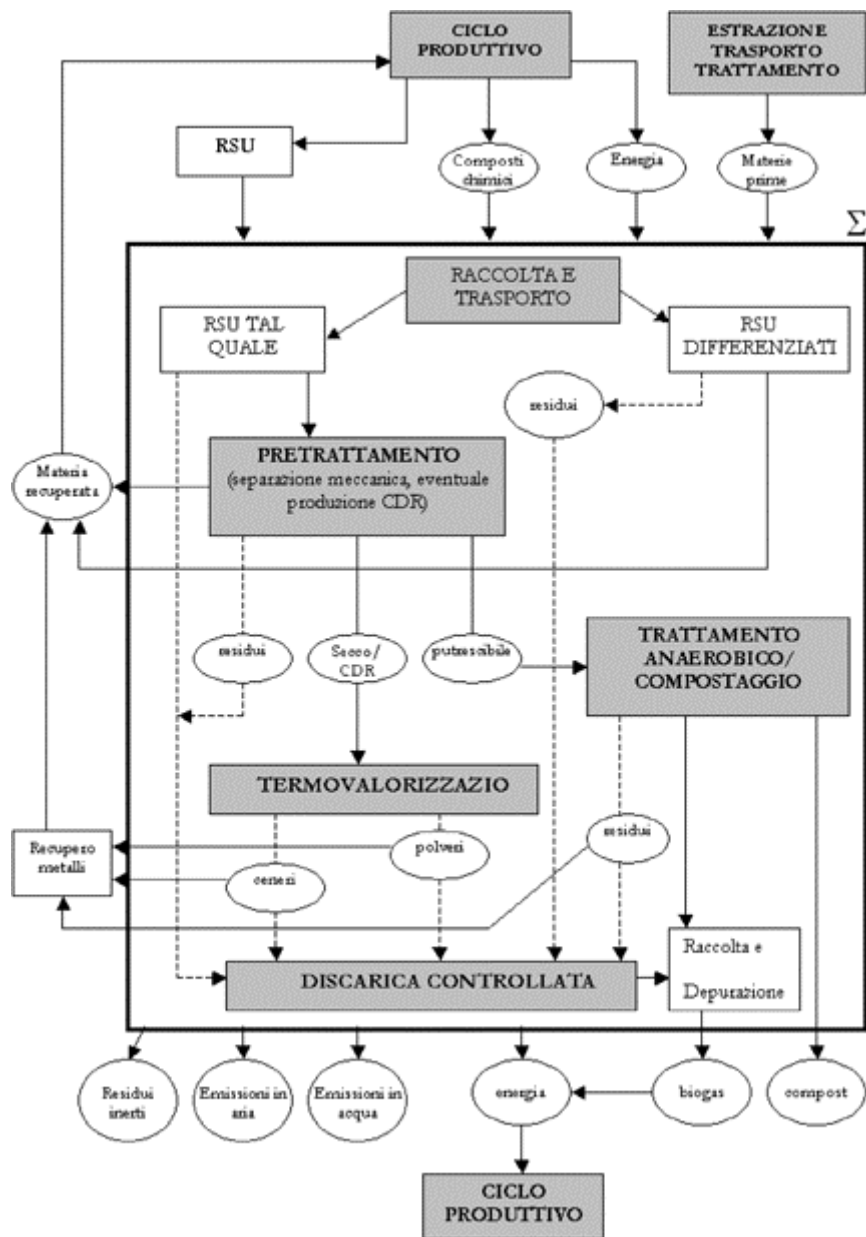 CICLO
PRODUTTIVO
ESTRAZIONE
TRASPORTO
TRATTAMENTO
RSU
Composti
chimici
Energia
Materie
prime
Σ
RACCOLTA E
TRASPORTO
RSU TAL
QUALE
RSU
DIFFERENZIATI
residui
PRETRATTAMENTO
(separazione meccanica, eventuale
produzione CDR)
Materia
recuperata
residui
Secco/
CDR
putrescibile
TRATTAMENTO
ANAEROBICO/
COMPOSTAGGIO
TERMOVALORIZZAZIO
Recupero
metalli
polveri
residui
ceneri
DISCARICA CONTROLLATA
Raccolta e
Depurazione
Residui
inerti
Emissioni in
aria
Emissioni in
acqua
energia
biogas
compost
CICLO
PRODUTTIVO